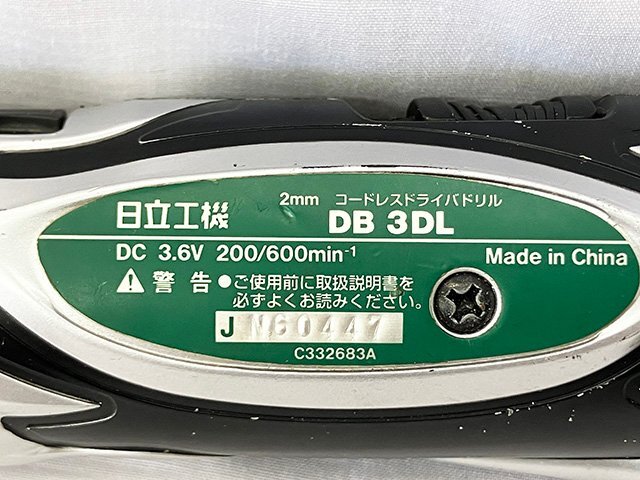 2mm コードレスドライバドリル
日立工機 DB 3DL
DC 3.6V 200/600min⁻¹ Made in China
⚠警告 ●ご使用前に取扱説明書を
必ずよくお読みください。
J N60447
C332683A